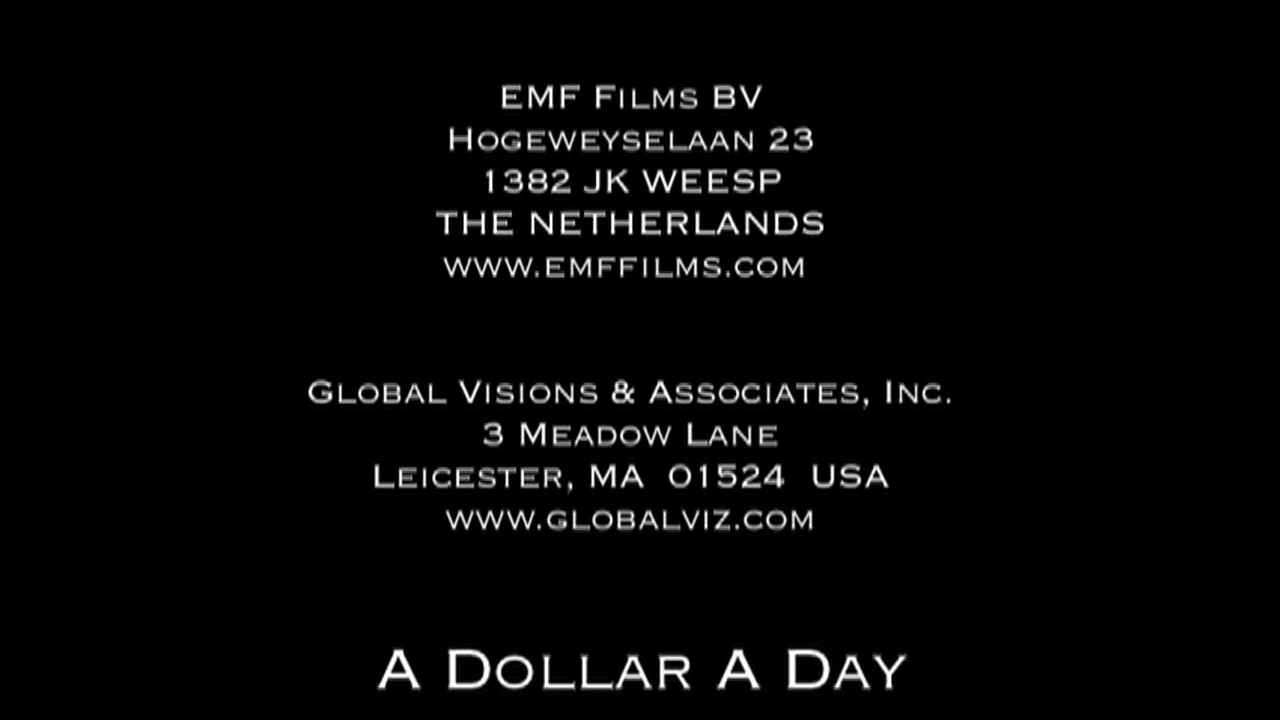 EMF Films BV
Hogeweyselaan 23
1382 JK WEESP
THE NETHERLANDS
www.emffilms.com
Global Visions & Associates, Inc.
3 Meadow Lane
Leicester, MA 01524 USA
www.globalviz.com
A Dollar A Day